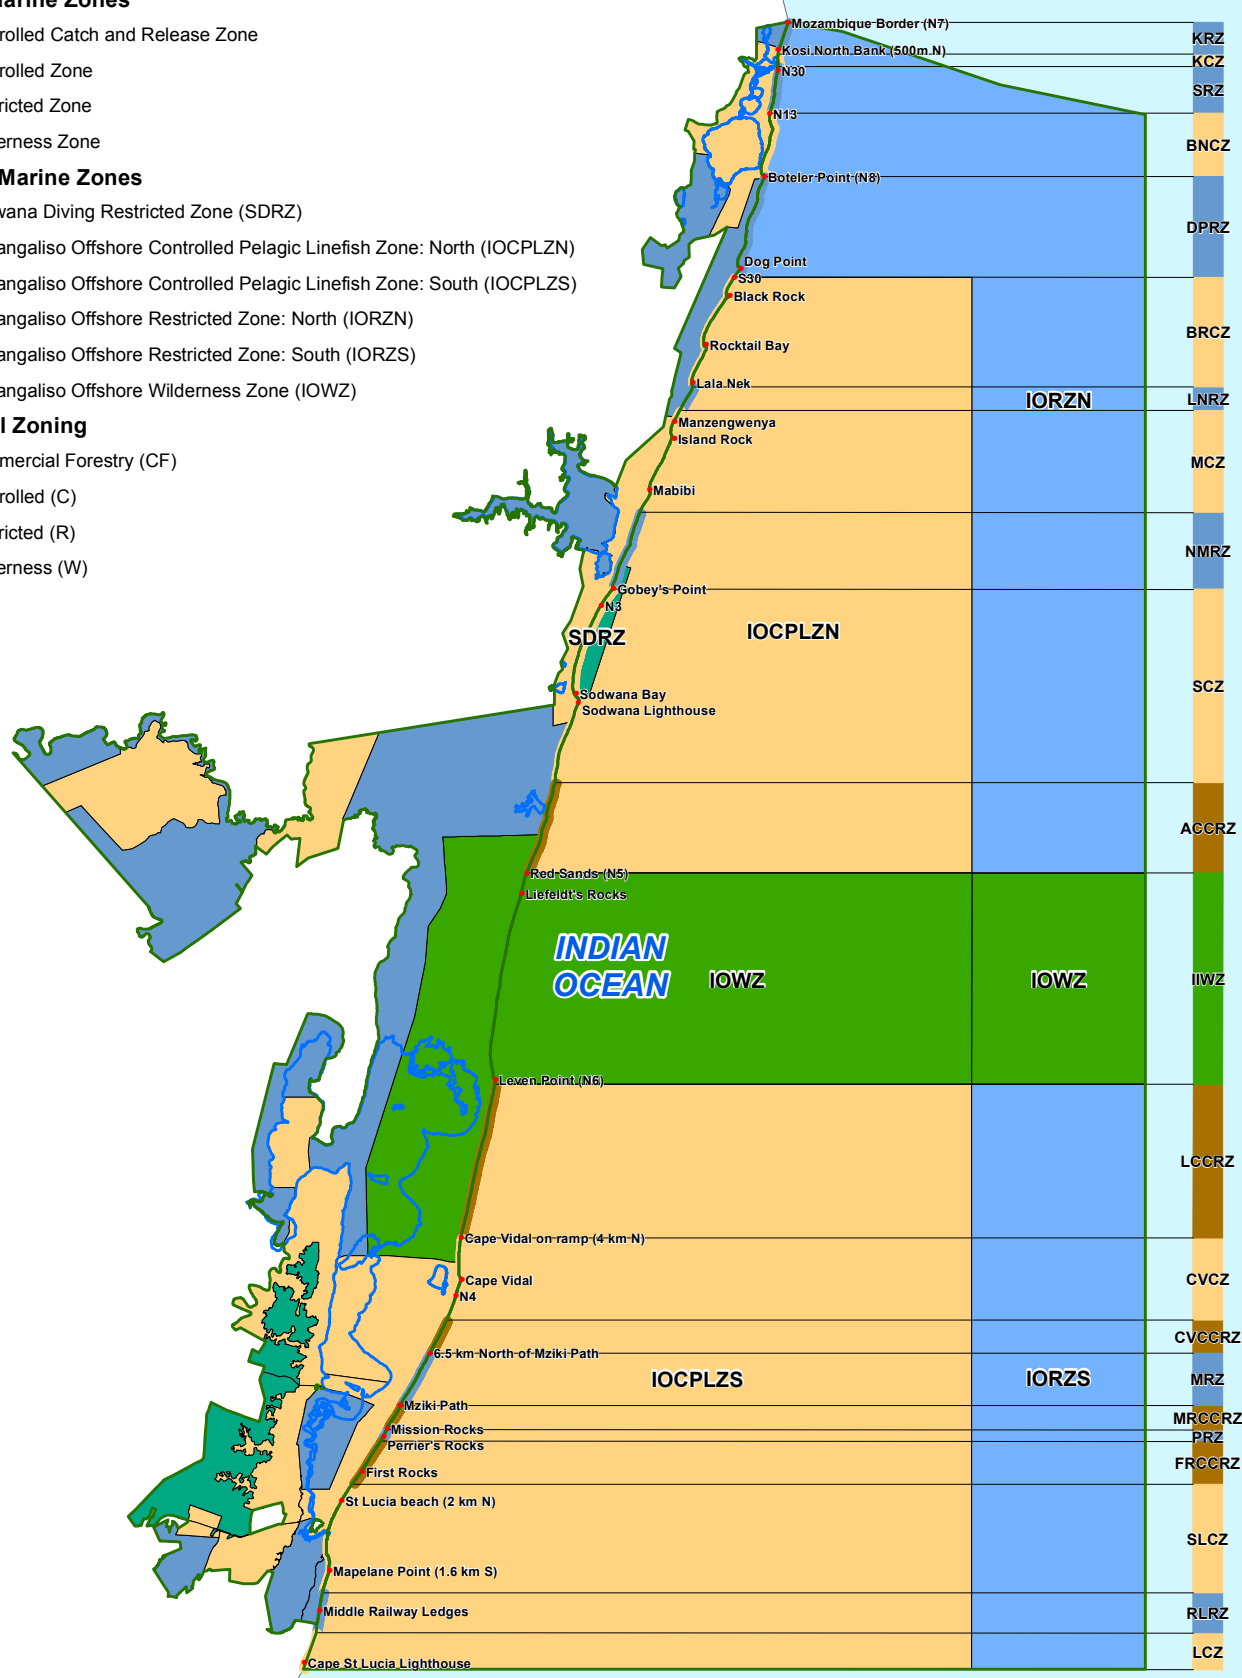 Marine Zones
rolled Catch and Release Zone
rolled Zone
ricted Zone
erness Zone
Marine Zones
wana Diving Restricted Zone (SDRZ)
angaliso Offshore Controlled Pelagic Linefish Zone: North (IOCPLZN)
angaliso Offshore Controlled Pelagic Linefish Zone: South (IOCPLZS)
angaliso Offshore Restricted Zone: North (IORZN)
angaliso Offshore Restricted Zone: South (IORZS)
angaliso Offshore Wilderness Zone (IOWZ)
l Zoning
mercial Forestry (CF)
rolled (C)
ricted (R)
erness (W)
Mozambique Border (N7)
KRZ
Kosi North Bank (500m N)
KCZ
N30
SRZ
N13
BNCZ
Boteler Point (N8)
DPRZ
Dog Point
S30
Black Rock
BRCZ
Rocktail Bay
Lala Nek
IORZN
LNRZ
Manzengwenya
Island Rock
MCZ
Mabibi
NMRZ
Gobey's Point
N3
SDRZ
IOCPLZN
SCZ
Sodwana Bay
Sodwana Lighthouse
ACCRZ
Red Sands (N5)
Liefeldt's Rocks
INDIAN
OCEAN
IOWZ
IOWZ
IIWZ
Leven Point (N6)
LCCRZ
Cape Vidal on ramp (4 km N)
Cape Vidal
CVCZ
N4
CVCCRZ
6.5 km North of Mziki Path
IOCPLZS
IORZS
MRZ
Mziki Path
MRCCRZ
Mission Rocks
PRZ
Perrier's Rocks
FRCCRZ
First Rocks
St Lucia beach (2 km N)
SLCZ
Mapelane Point (1.6 km S)
Middle Railway Ledges
RLRZ
LCZ
Cape St Lucia Lighthouse